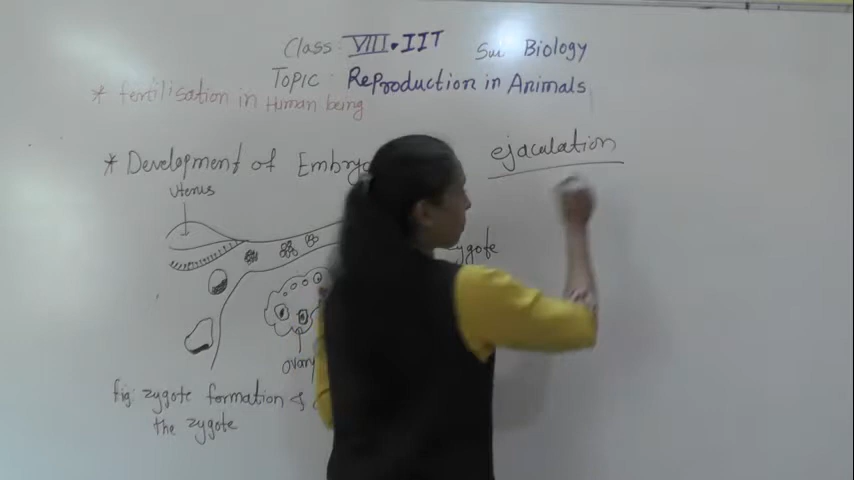 Class: VIII.IIT Sub Biology
Topic: Reproduction in Animals
* fertilisation in Human being
* Development of Embryo
ejaculation
Uterus
ygote
ovary
fig: zygote formation &
the zygote